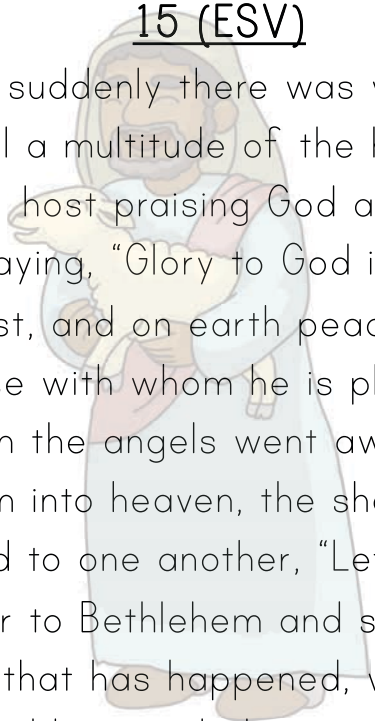 15 (ESV)
suddenly there was w
l a multitude of the h
host praising God a
aying, “Glory to God i
st, and on earth peac
e with whom he is pl
n the angels went aw
m into heaven, the she
d to one another, “Let
r to Bethlehem and s
that has happened, w